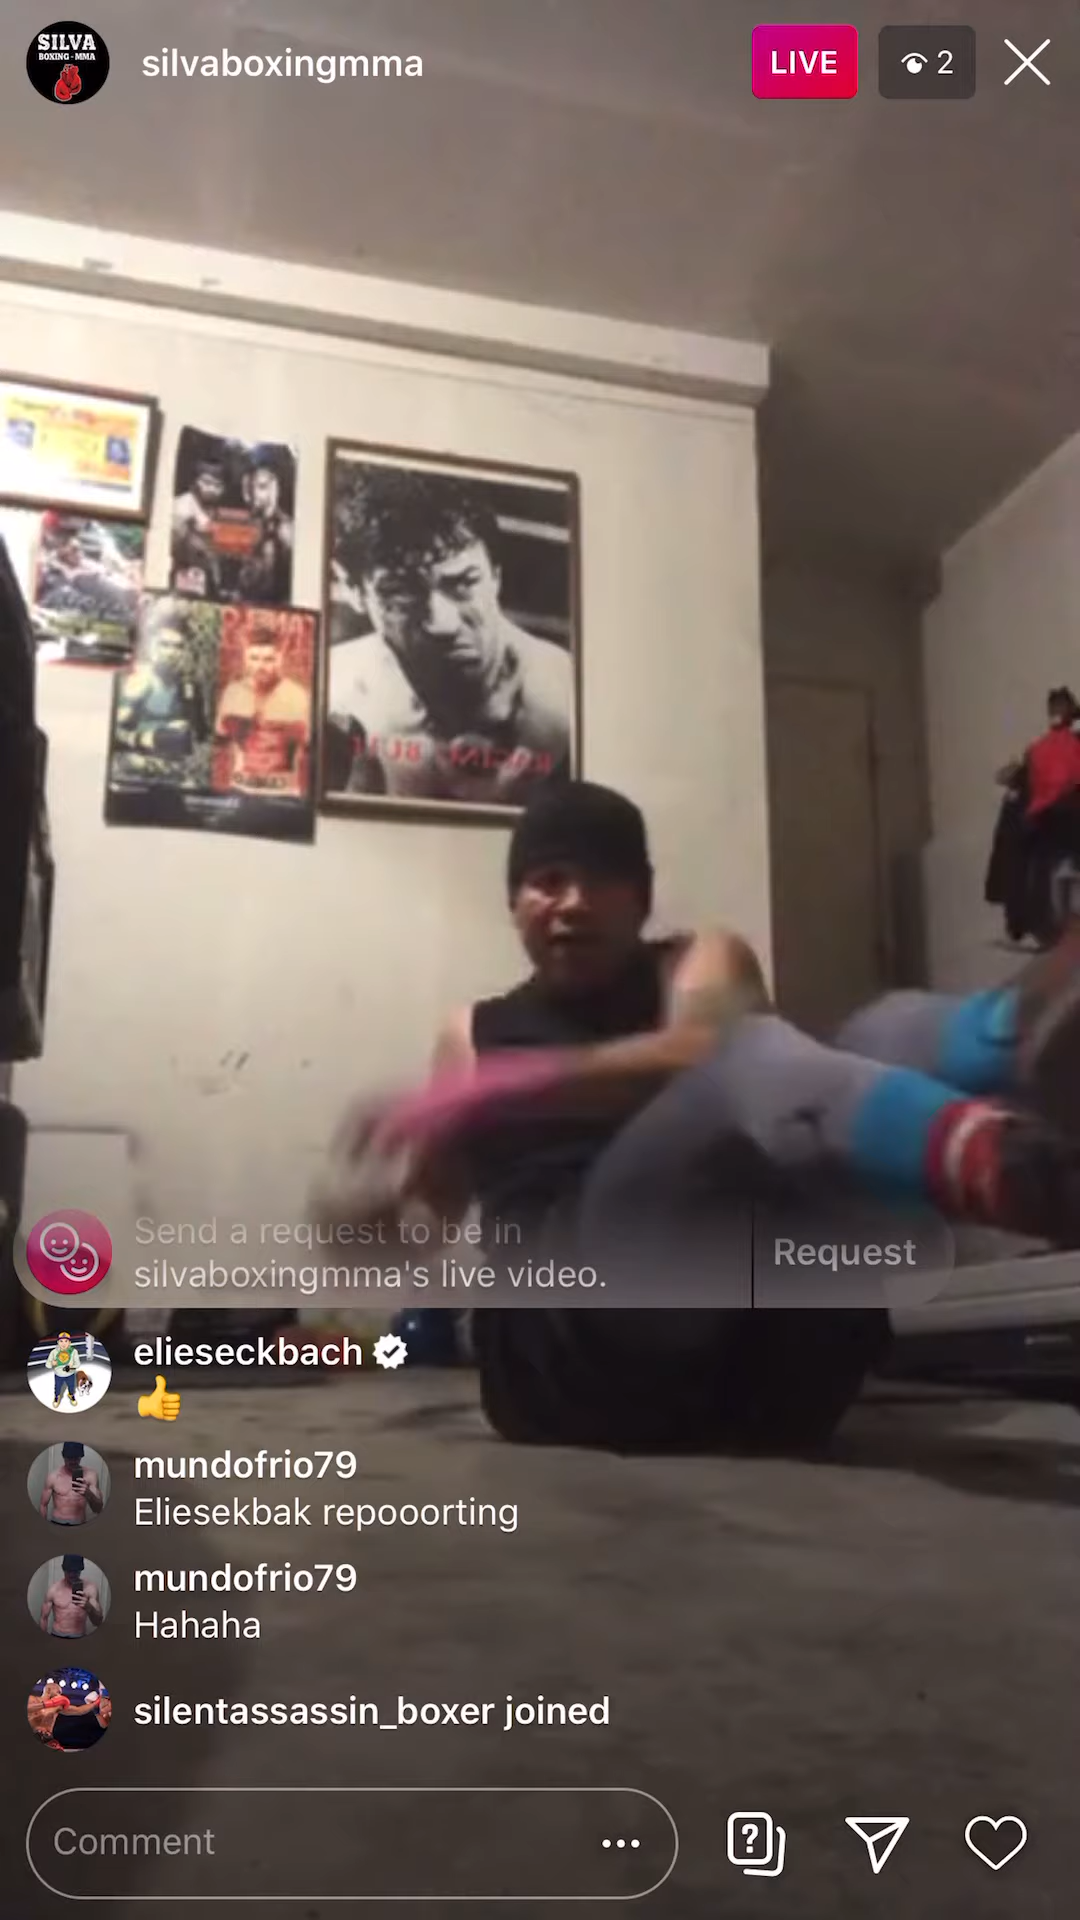 SILVA
BOXING - MMA
silvaboxingmma
LIVE
2
Send a request to be in
silvaboxingmma's live video.
Request
elieseckbach
👍
mundofrio79
Eliesekbak repooorting
mundofrio79
Hahaha
silentassassin_boxer joined
Comment